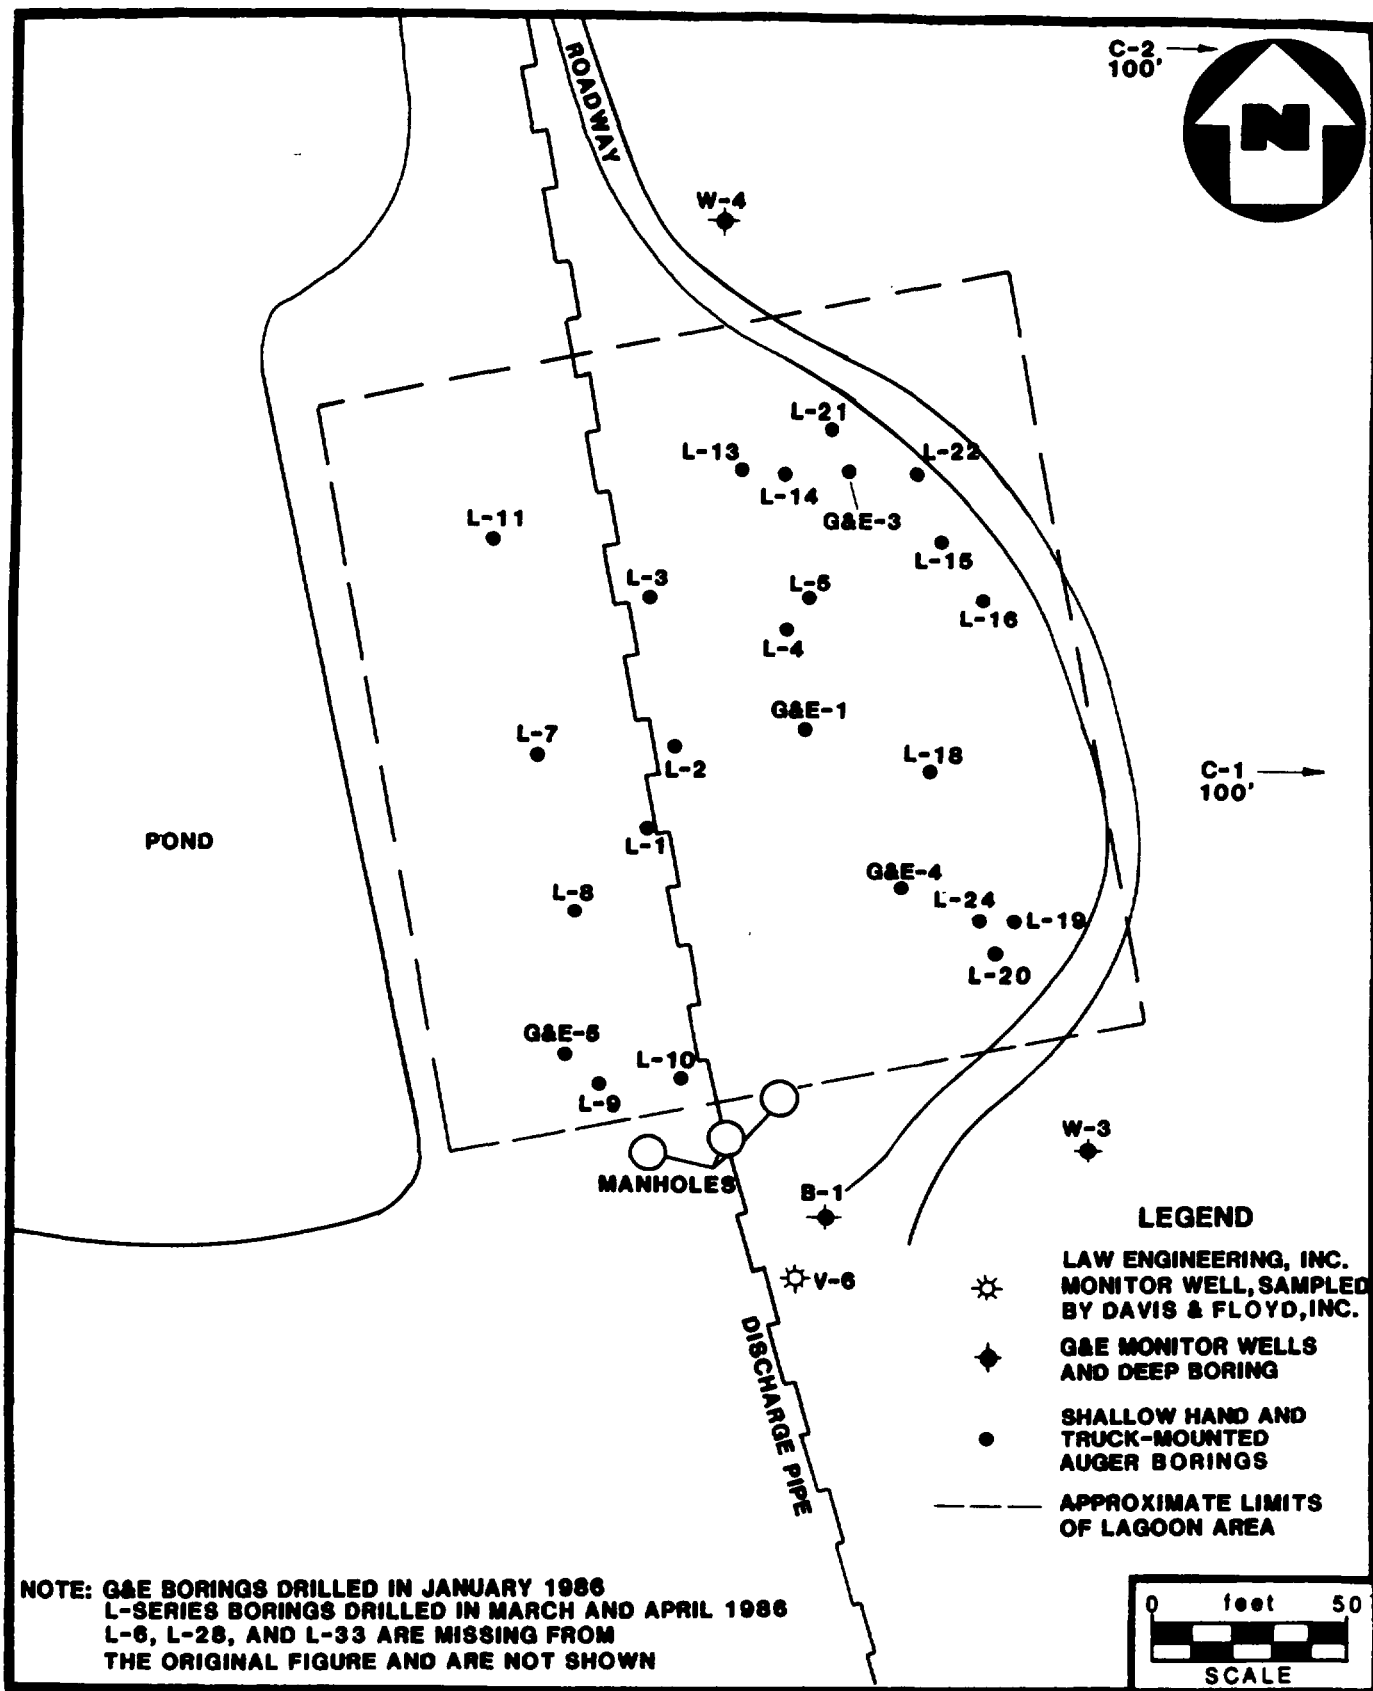 C-2
100'
N
ROADWAY
W-4
L-21
L-13
L-22
L-14
G&E-3
L-11
L-15
L-3
L-5
L-16
L-4
G&E-1
L-7
L-18
L-2
C-1
100'
POND
L-1
G&E-4
L-8
L-24
L-19
L-20
G&E-5
L-10
L-9
W-3
MANHOLES
B-1
V-6
DISCHARGE PIPE
LEGEND
LAW ENGINEERING, INC.
MONITOR WELL, SAMPLED
BY DAVIS & FLOYD, INC.
G&E MONITOR WELLS
AND DEEP BORING
SHALLOW HAND AND
TRUCK-MOUNTED
AUGER BORINGS
APPROXIMATE LIMITS
OF LAGOON AREA
NOTE: G&E BORINGS DRILLED IN JANUARY 1986
L-SERIES BORINGS DRILLED IN MARCH AND APRIL 1986
L-6, L-28, AND L-33 ARE MISSING FROM
THE ORIGINAL FIGURE AND ARE NOT SHOWN
0 feet 50
SCALE